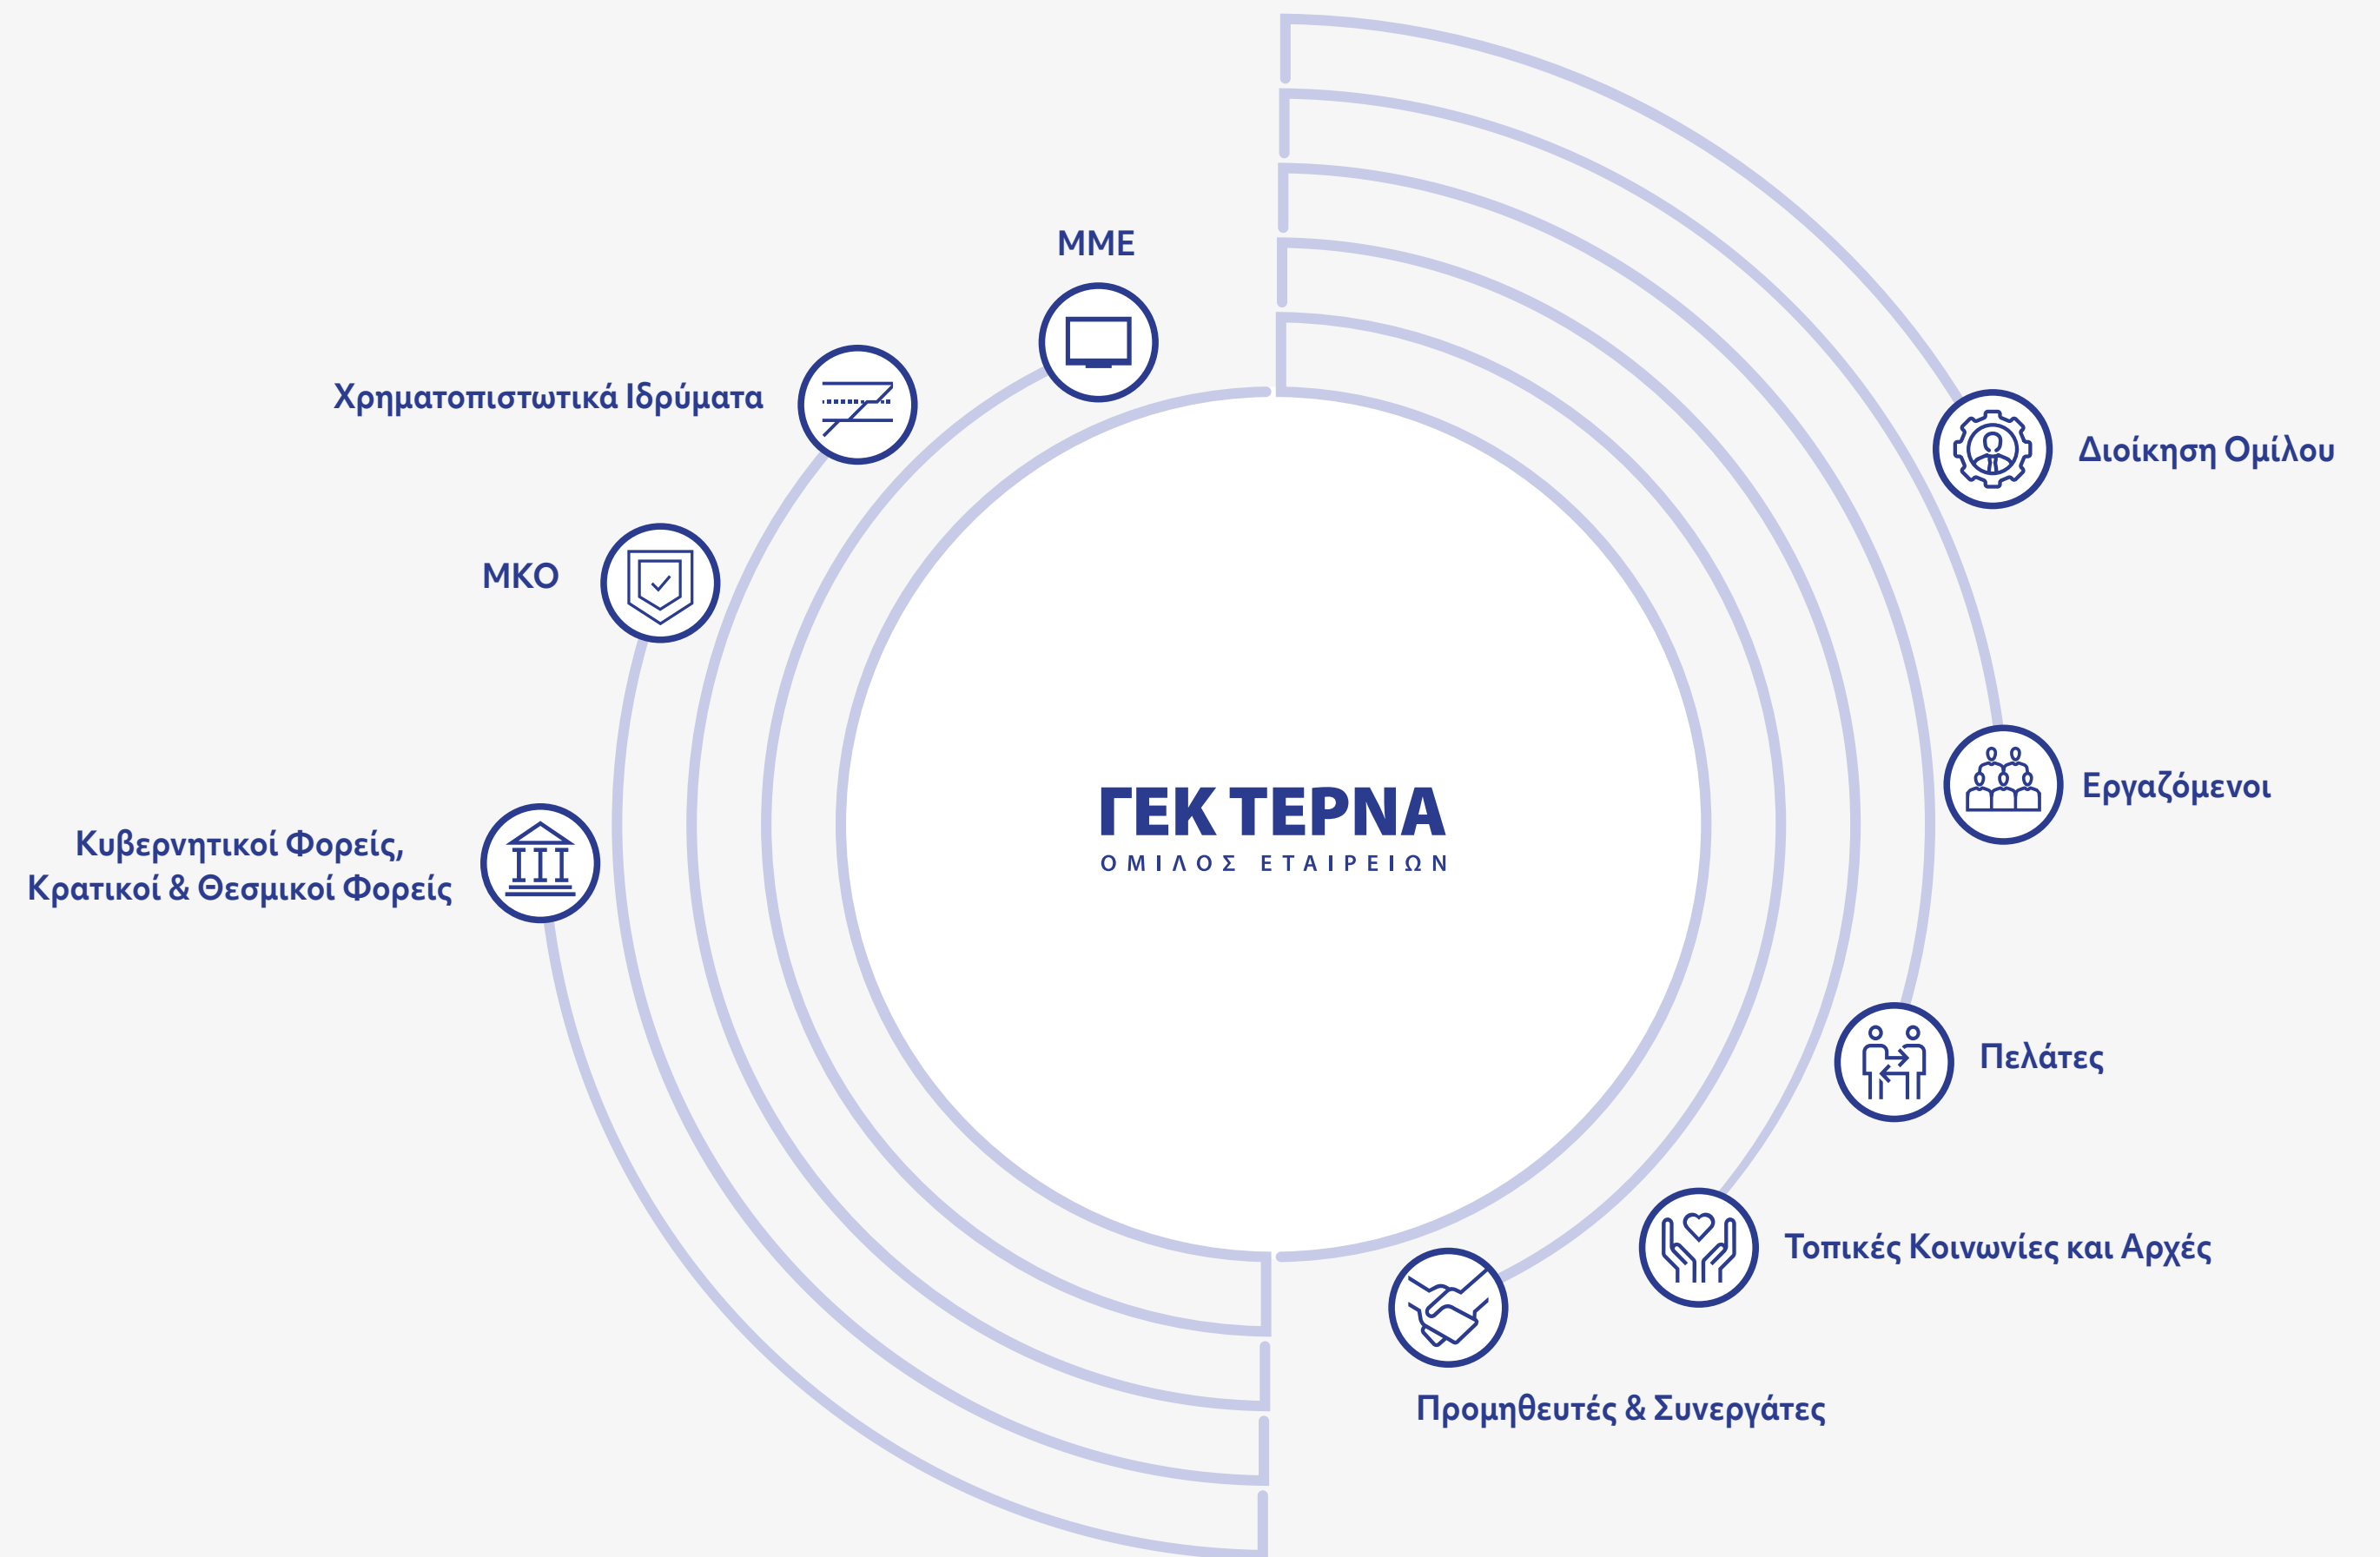 ΜΜΕ
Χρηματοπιστωτικά Ιδρύματα
Διοίκηση Ομίλου
ΜΚΟ
Εργαζόμενοι
ΓΕΚ ΤΕΡΝΑ
ΟΜΙΛΟΣ ΕΤΑΙΡΕΙΩΝ
Κυβερνητικοί Φορείς,
Κρατικοί & Θεσμικοί Φορείς
Πελάτες
Τοπικές Κοινωνίες και Αρχές
Προμηθευτές & Συνεργάτες